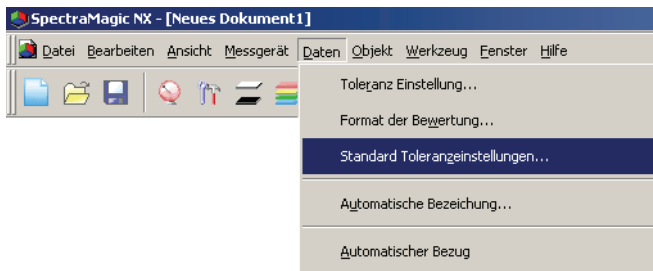 SpectraMagic NX - [Neues Dokument1]
Datei Bearbeiten Ansicht Messgerät Daten Objekt Werkzeug Fenster Hilfe
Toleranz Einstellung...
Format der Bewertung...
Standard Toleranzeinstellungen...
Automatische Bezeichung...
Automatischer Bezug